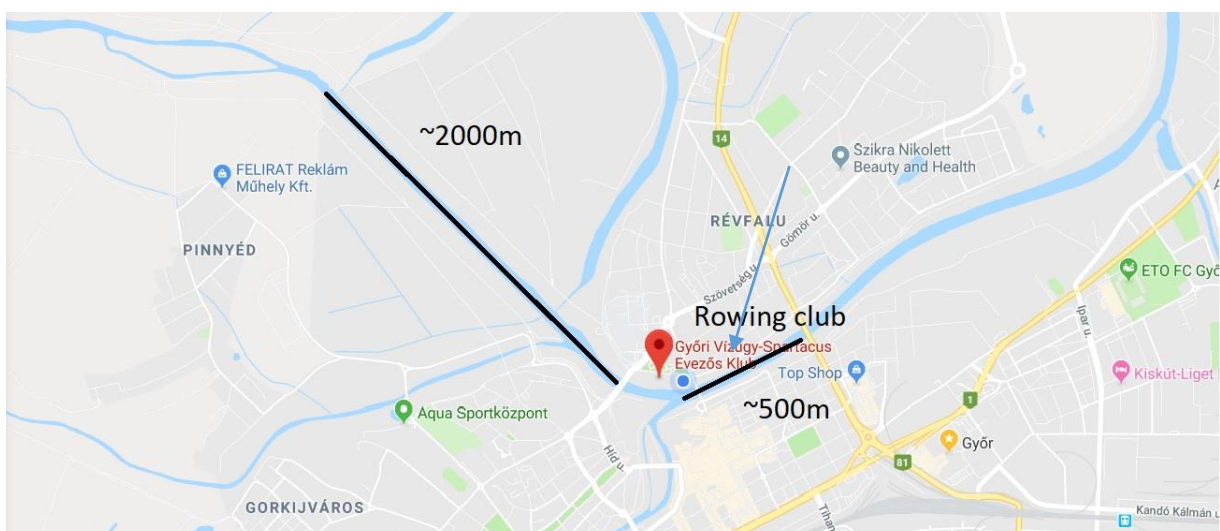 ~2000m
14
Szikra Nikolett
Beauty and Health
FELIRAT Reklám
Műhely Kft.
RÉVFALU
Gömör u.
PINNYÉD
ETO FC Győ
Szövetség u.
Ipar u.
Rowing club
Győri Vízügy-Spartacus
Evezős Klub
Top Shop
Kiskút-Liget
~500m
1
Aqua Sportközpont
Híd u.
Győr
81
GORKIJVÁROS
Tihan
Kandó Kálmán u